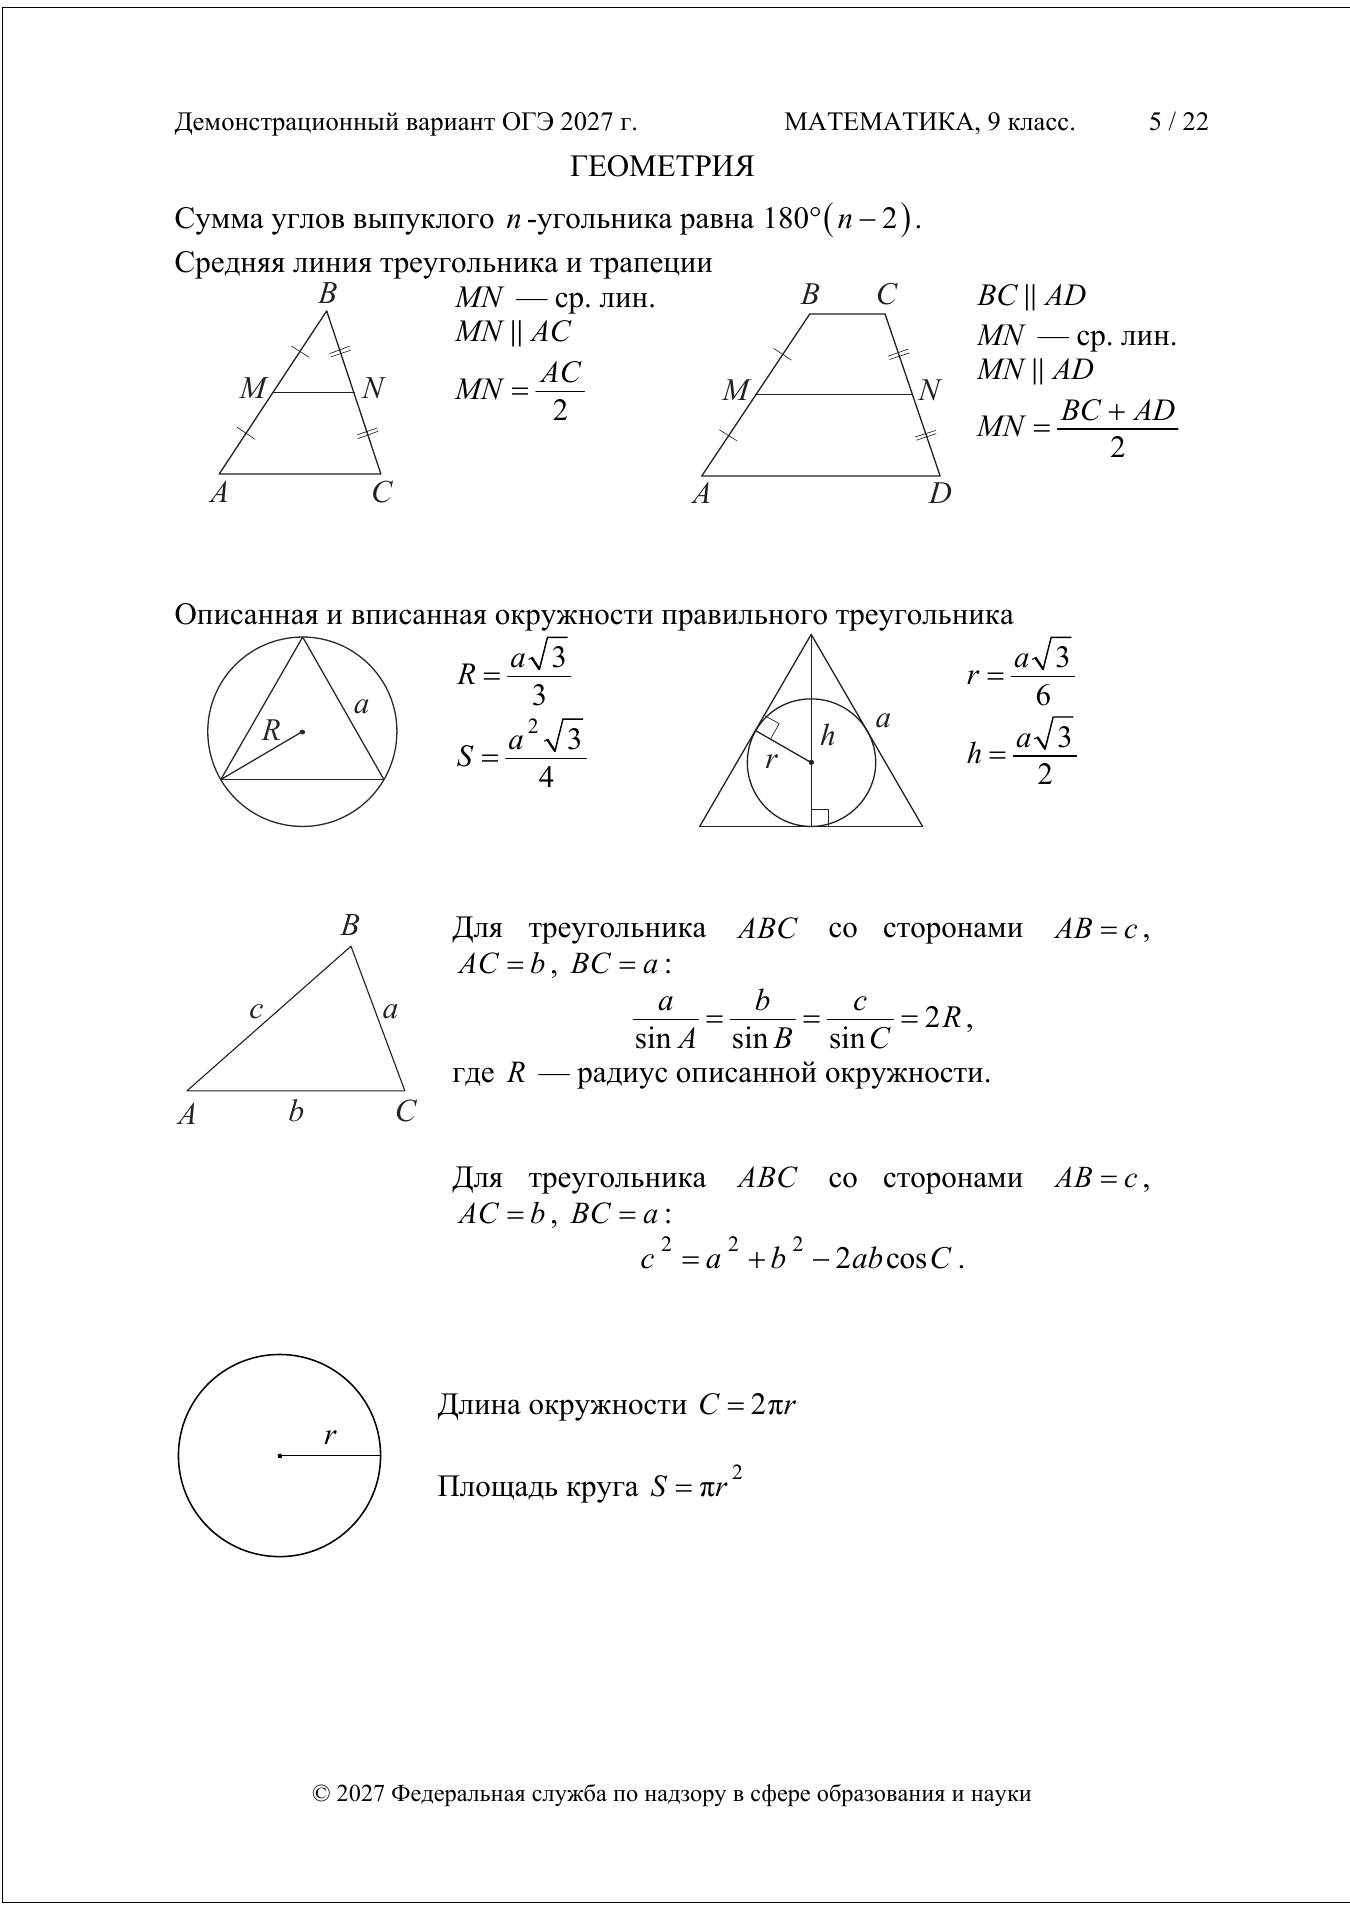 Демонстрационный вариант ОГЭ 2027 г. МАТЕМАТИКА, 9 класс. 5 / 22
ГЕОМЕТРИЯ
Сумма углов выпуклого n -угольника равна 180°(n − 2).
Средняя линия треугольника и трапеции
B
M N
A C
MN — ср. лин.
MN || AC
MN = AC/2
B C
M N
A D
BC || AD
MN — ср. лин.
MN || AD
MN = (BC + AD)/2
Описанная и вписанная окружности правильного треугольника
R a
R = a√3/3
S = a²√3/4
r h a
r = a√3/6
h = a√3/2
B
c a
A b C
Для треугольника ABC со сторонами AB = c,
AC = b, BC = a:
a/sin A = b/sin B = c/sin C = 2R,
где R — радиус описанной окружности.
Для треугольника ABC со сторонами AB = c,
AC = b, BC = a:
c² = a² + b² − 2ab cos C.
r
Длина окружности C = 2πr
Площадь круга S = πr²
© 2027 Федеральная служба по надзору в сфере образования и науки